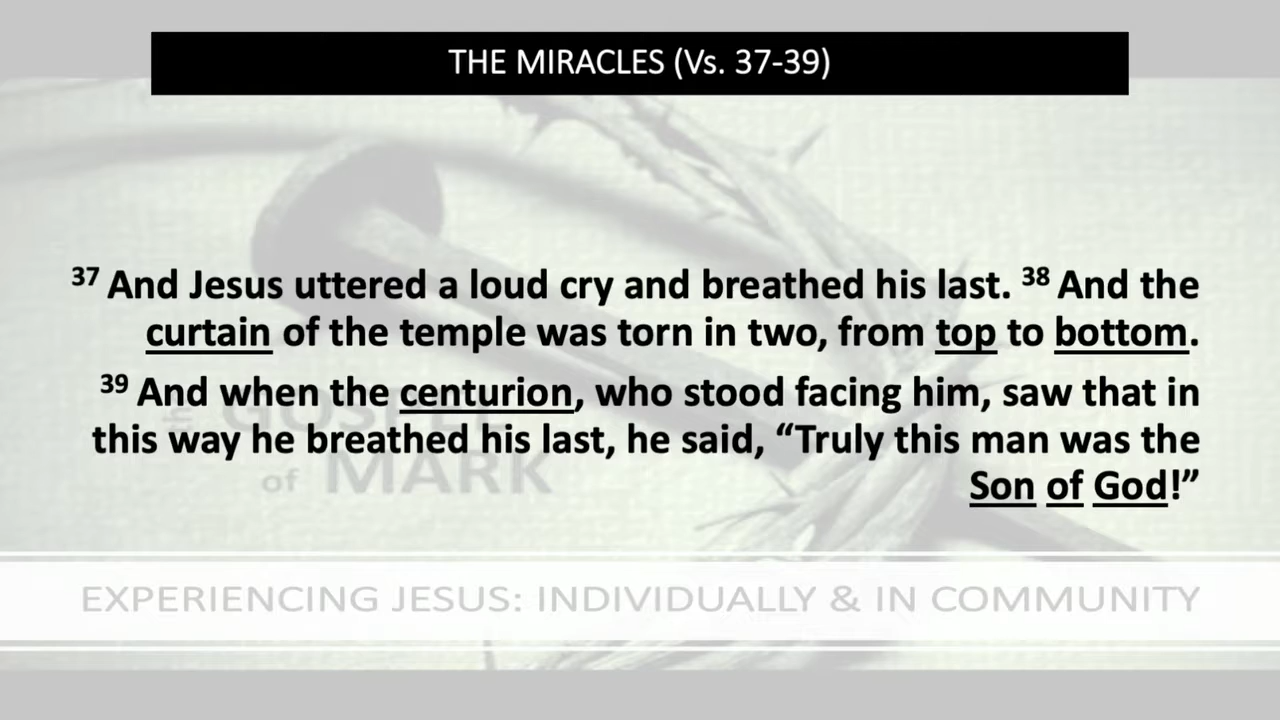 THE MIRACLES (Vs. 37-39)
37 And Jesus uttered a loud cry and breathed his last. 38 And the
curtain of the temple was torn in two, from top to bottom.
39 And when the centurion, who stood facing him, saw that in
this way he breathed his last, he said, “Truly this man was the
Son of God!”
GOSPEL
of MARK
EXPERIENCING JESUS: INDIVIDUALLY & IN COMMUNITY